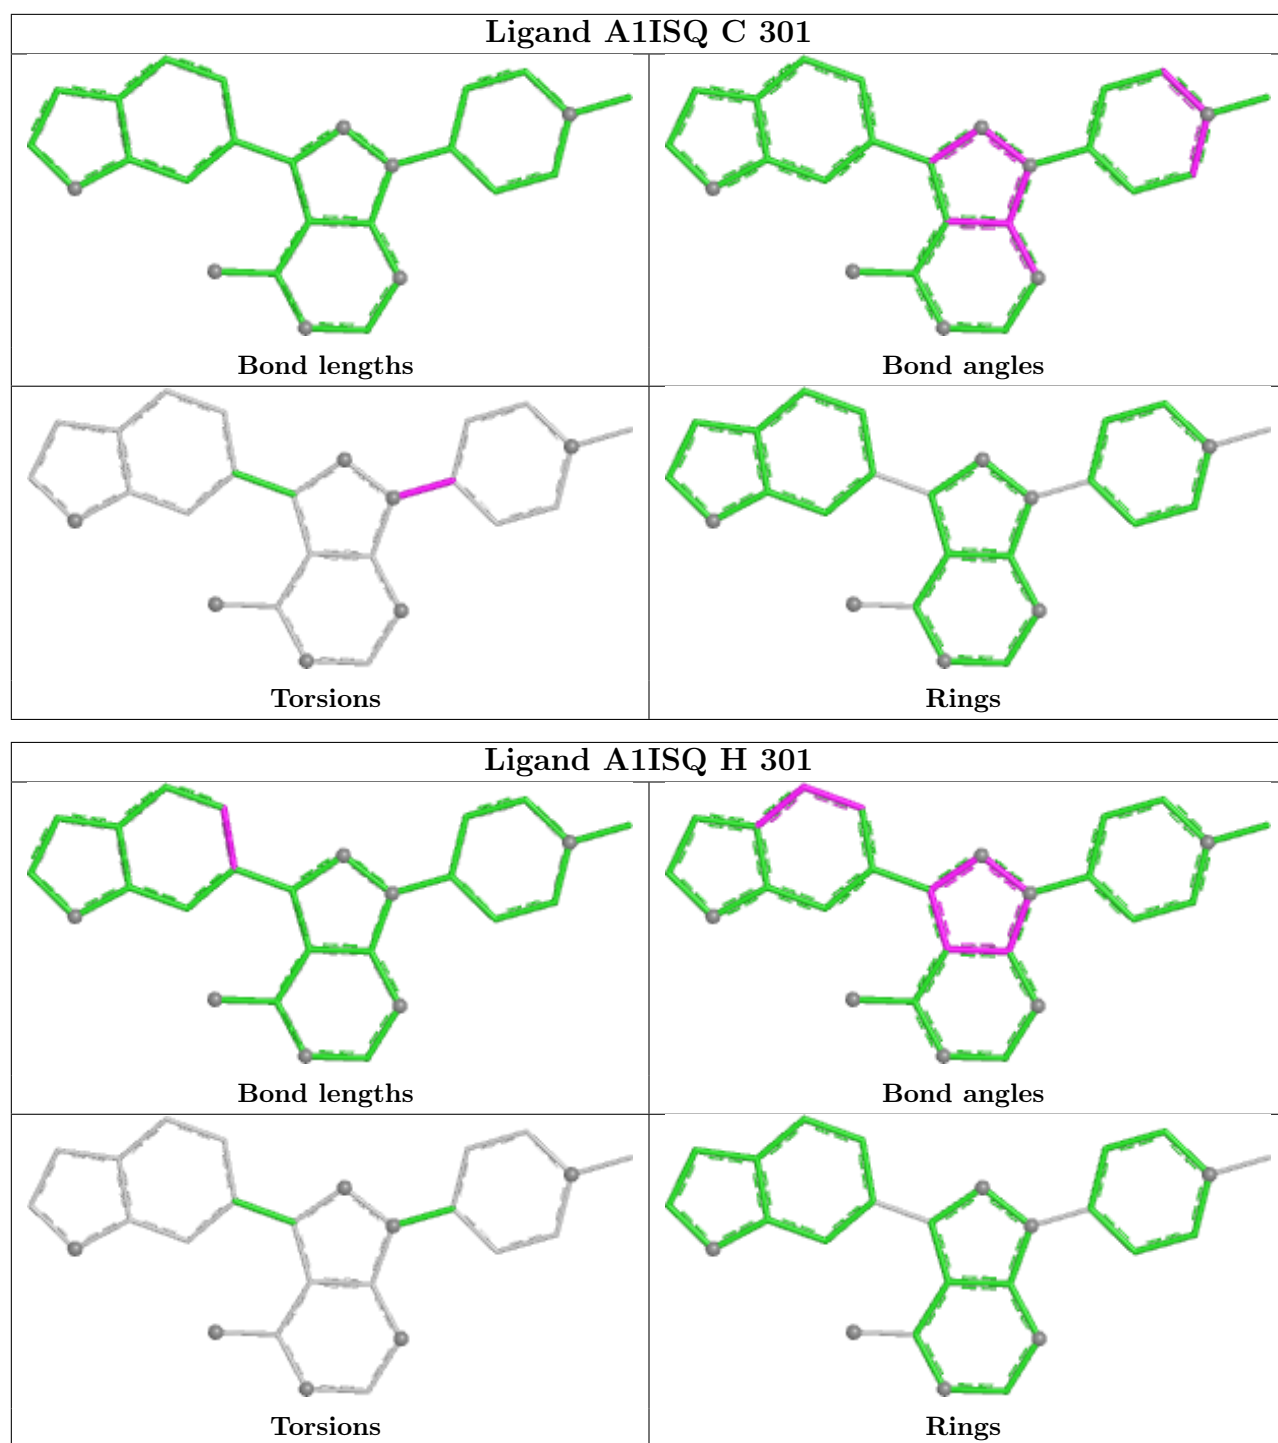 Ligand A1ISQ C 301
Bond lengths
Bond angles
Torsions
Rings
Ligand A1ISQ H 301
Bond lengths
Bond angles
Torsions
Rings